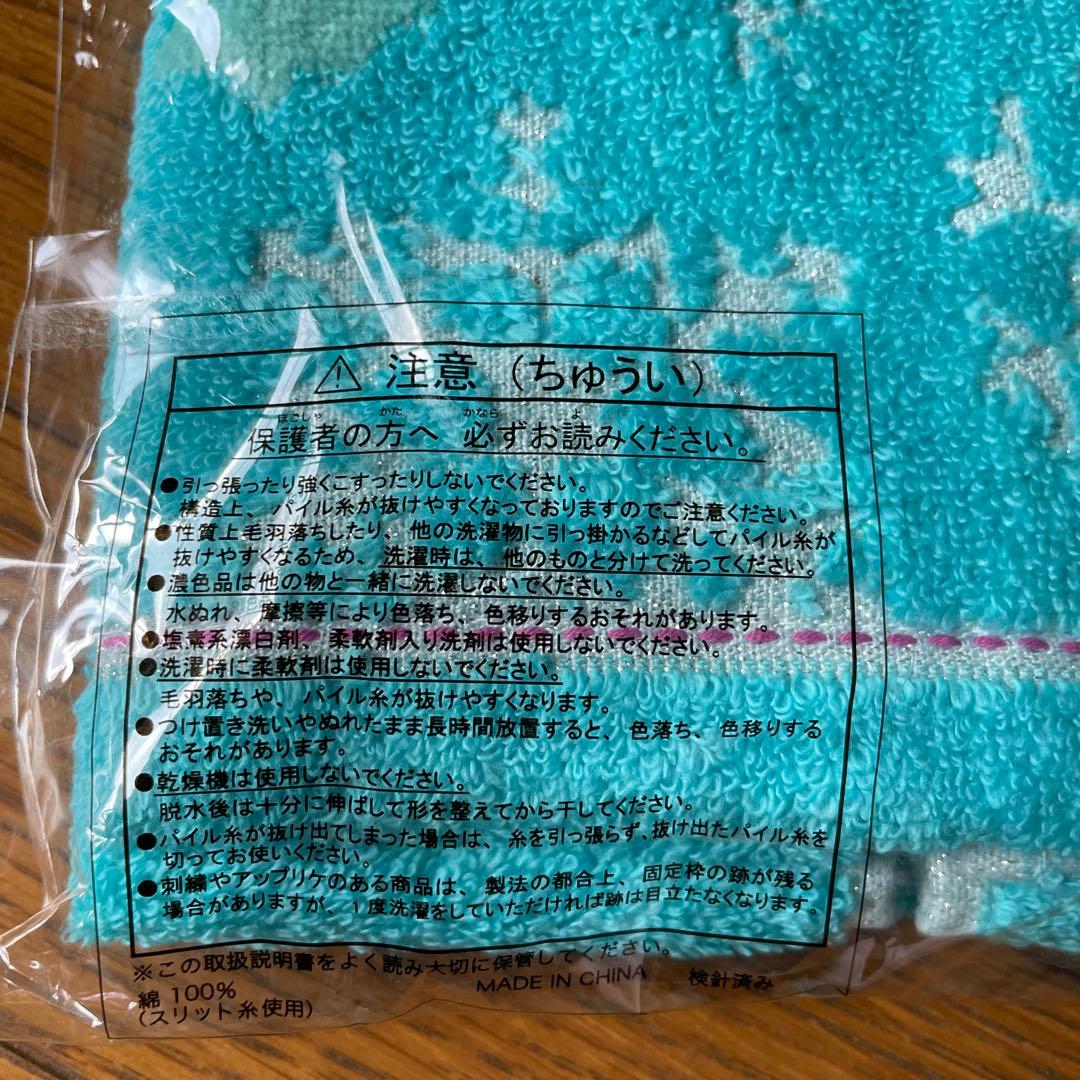 ⚠ 注意（ちゅうい）
ほごしゃ かた かなら よ
保護者の方へ 必ずお読みください。
●引っ張ったり強くこすったりしないでください。
構造上、パイル糸が抜けやすくなっておりますのでご注意ください。
●性質上毛羽落ちしたり、他の洗濯物に引っ掛かるなどしてパイル糸が
抜けやすくなるため、洗濯時は、他のものと分けて洗ってください。
●濃色品は他の物と一緒に洗濯しないでください。
水ぬれ、摩擦等により色落ち、色移りするおそれがあります。
●塩素系漂白剤、柔軟剤入り洗剤は使用しないでください。
●洗濯時に柔軟剤は使用しないでください。
毛羽落ちや、パイル糸が抜けやすくなります。
●つけ置き洗いやぬれたまま長時間放置すると、色落ち、色移りする
おそれがあります。
●乾燥機は使用しないでください。
脱水後は十分に伸ばして形を整えてから干してください。
●パイル糸が抜け出てしまった場合は、糸を引っ張らず、抜け出たパイル糸を
切ってお使いください。
●刺繍やアップリケのある商品は、製法の都合上、固定枠の跡が残る
場合がありますが、1度洗濯をしていただければ跡は目立たなくなります。
※この取扱説明書をよく読み大切に保管してください。
綿 100% MADE IN CHINA 検針済み
(スリット糸使用)